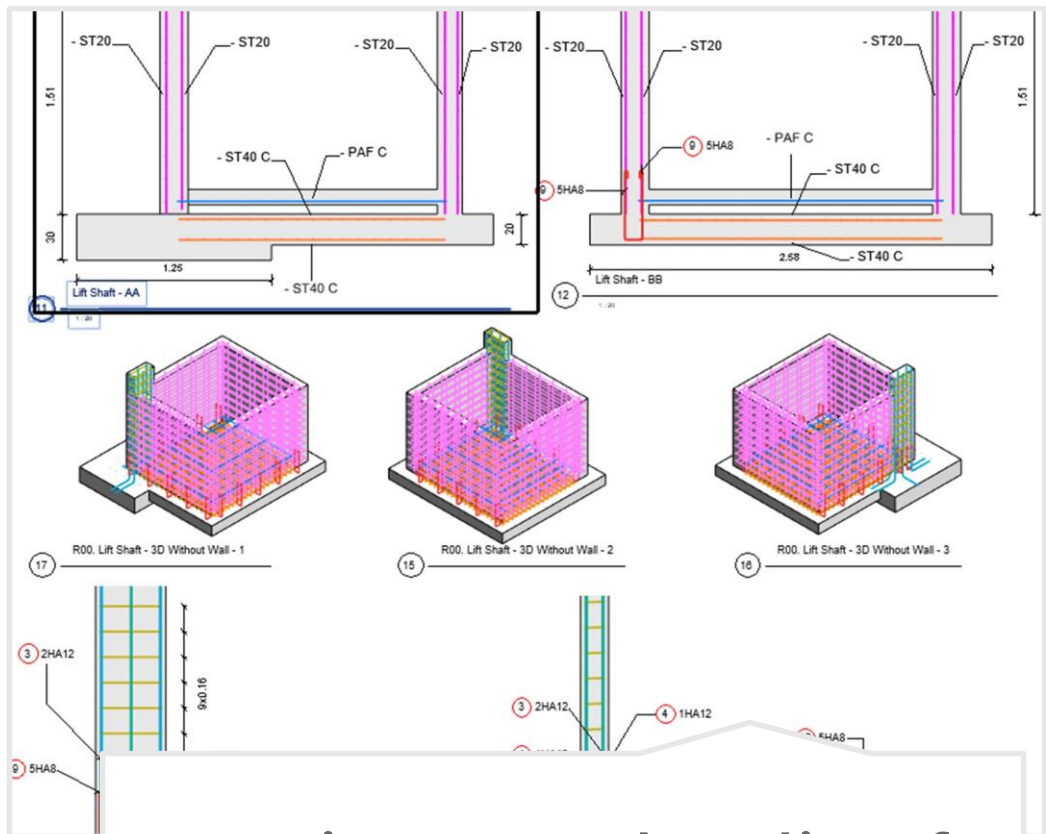 - ST20
- ST20
- ST20
- ST20
1.51
- ST40 C
- PAF C
30
20
1.25
- ST40 C
Lift Shaft - AA
11
1 : 20
- ST20
- ST20
- ST20
- ST20
1.51
9 5HA8
- PAF C
- ST40 C
9 5HA8
2.58
- ST40 C
Lift Shaft - BB
12
1 : 20
R00. Lift Shaft - 3D Without Wall - 1
17
R00. Lift Shaft - 3D Without Wall - 2
15
R00. Lift Shaft - 3D Without Wall - 3
16
3 2HA12
9x0.16
9 5HA8
3 2HA12
4 1HA12
5HA8